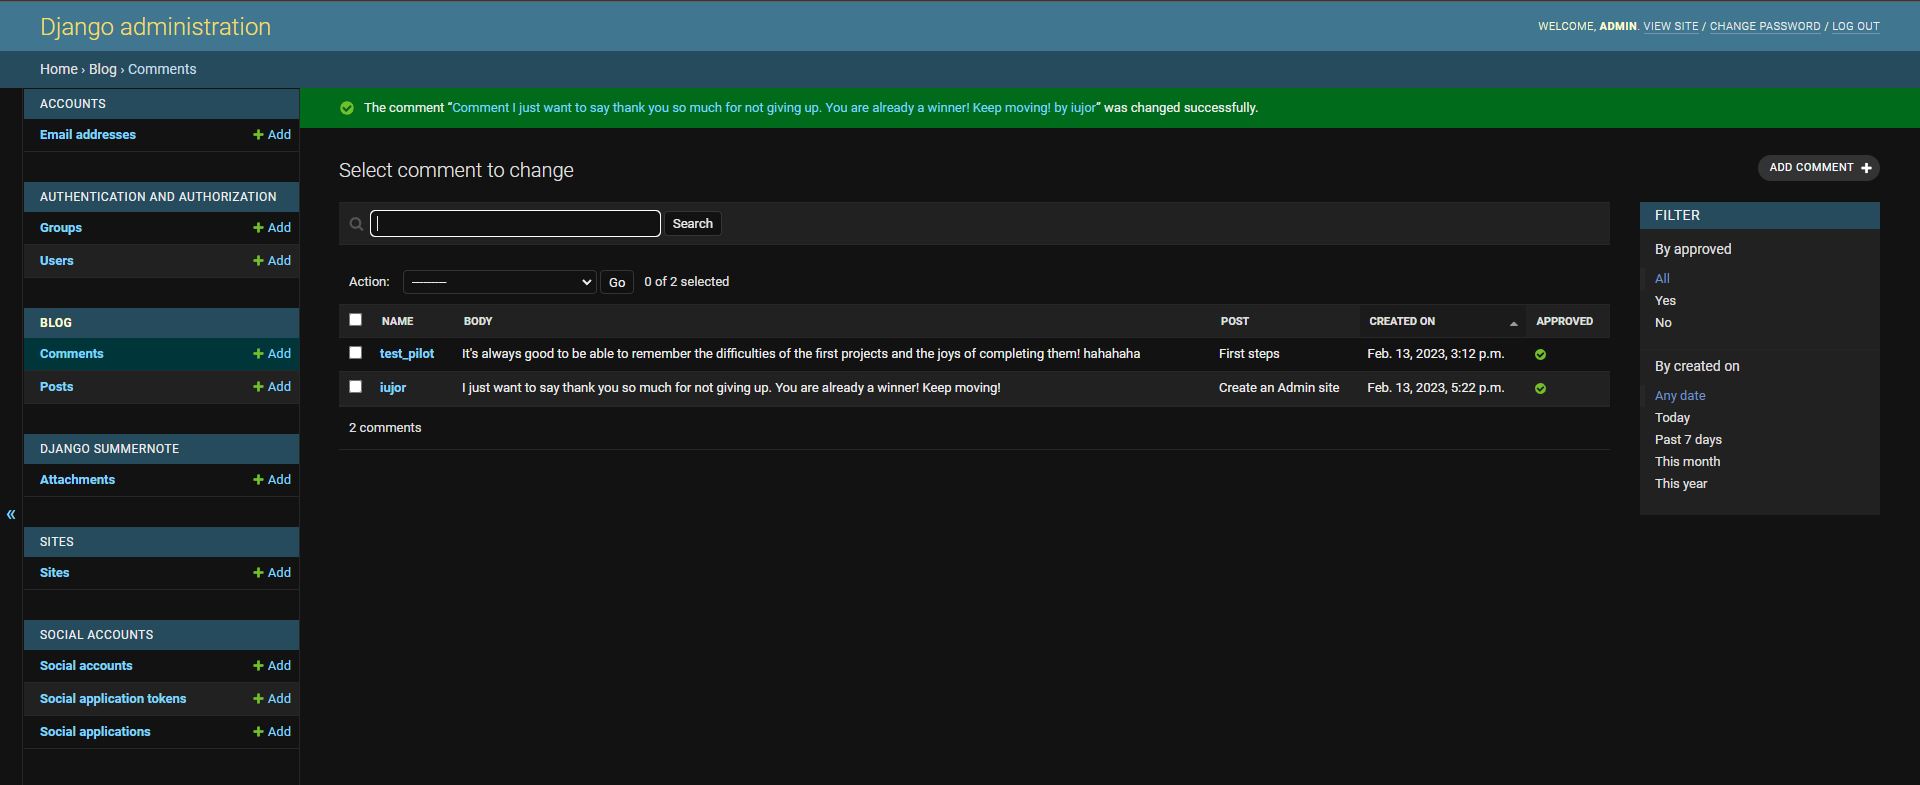 Django administration
WELCOME, ADMIN. VIEW SITE / CHANGE PASSWORD / LOG OUT
Home › Blog › Comments
ACCOUNTS
Email addresses + Add
AUTHENTICATION AND AUTHORIZATION
Groups + Add
Users + Add
BLOG
Comments + Add
Posts + Add
DJANGO SUMMERNOTE
Attachments + Add
«
SITES
Sites + Add
SOCIAL ACCOUNTS
Social accounts + Add
Social application tokens + Add
Social applications + Add
The comment “Comment I just want to say thank you so much for not giving up. You are already a winner! Keep moving! by iujor” was changed successfully.
Select comment to change
ADD COMMENT +
Search
Action: --------- Go 0 of 2 selected
NAME BODY POST CREATED ON APPROVED
test_pilot It's always good to be able to remember the difficulties of the first projects and the joys of completing them! hahahaha First steps Feb. 13, 2023, 3:12 p.m.
iujor I just want to say thank you so much for not giving up. You are already a winner! Keep moving! Create an Admin site Feb. 13, 2023, 5:22 p.m.
2 comments
FILTER
By approved
All
Yes
No
By created on
Any date
Today
Past 7 days
This month
This year